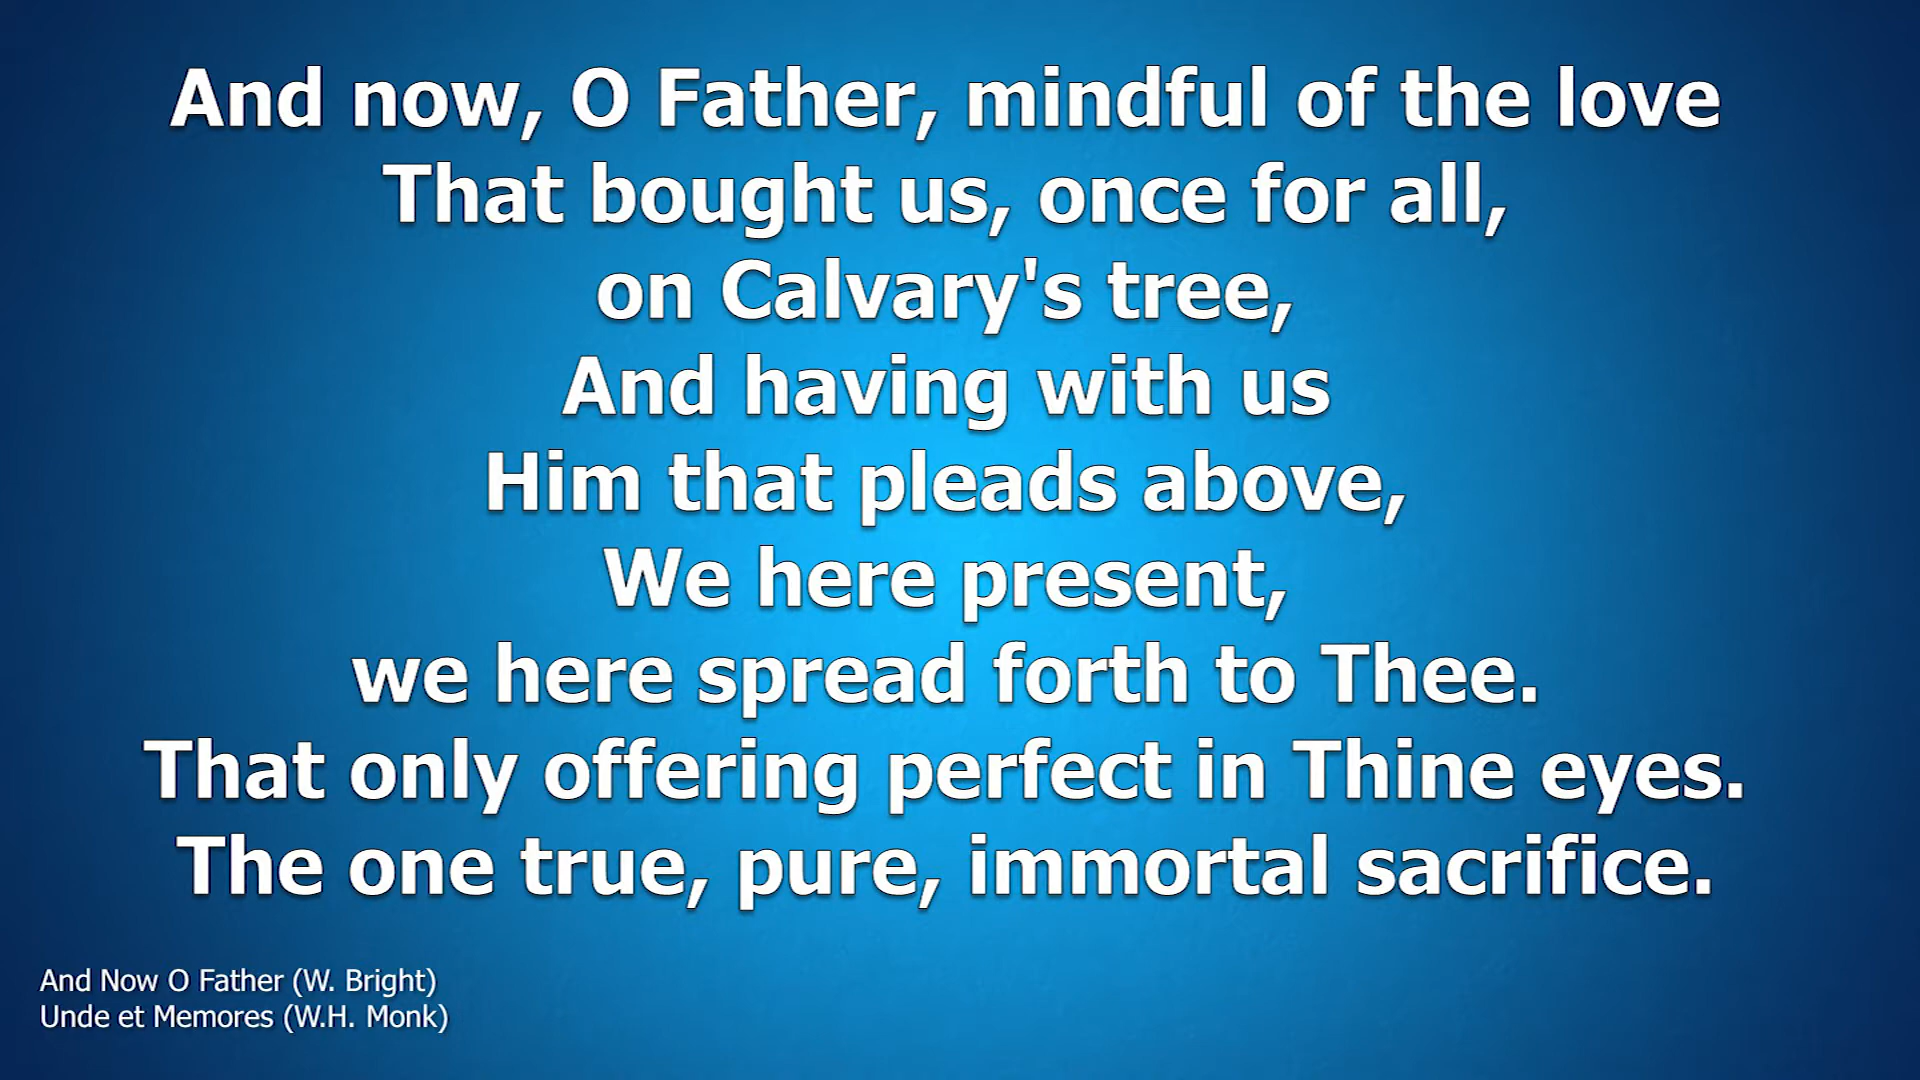 And now, O Father, mindful of the love
That bought us, once for all,
on Calvary's tree,
And having with us
Him that pleads above,
We here present,
we here spread forth to Thee.
That only offering perfect in Thine eyes.
The one true, pure, immortal sacrifice.
And Now O Father (W. Bright)
Unde et Memores (W.H. Monk)